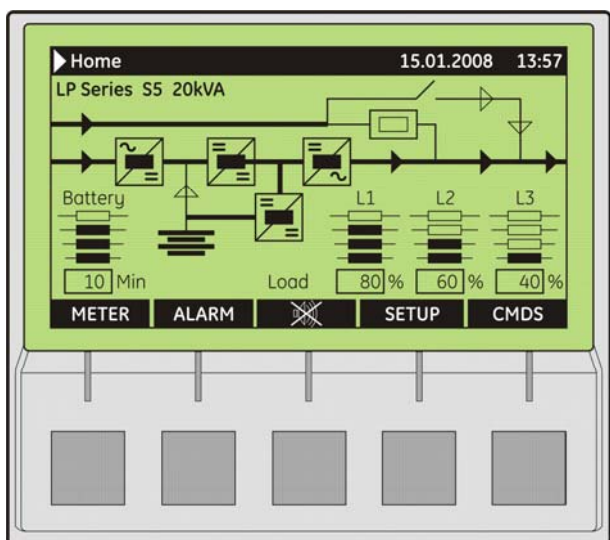 Home 15.01.2008 13:57
LP Series S5 20kVA
Battery L1 L2 L3
10 Min Load 80 % 60 % 40 %
METER ALARM SETUP CMDS